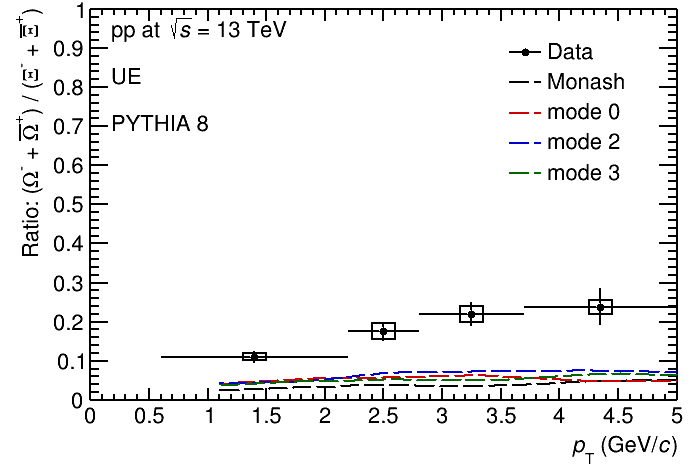 Ratio: (Ω⁻ + Ω̅⁺) / (Ξ⁻ + Ξ̅⁺)
pp at √s = 13 TeV
UE
PYTHIA 8
Data
Monash
mode 0
mode 2
mode 3
1
0.9
0.8
0.7
0.6
0.5
0.4
0.3
0.2
0.1
0
0 0.5 1 1.5 2 2.5 3 3.5 4 4.5 5
p_T (GeV/c)